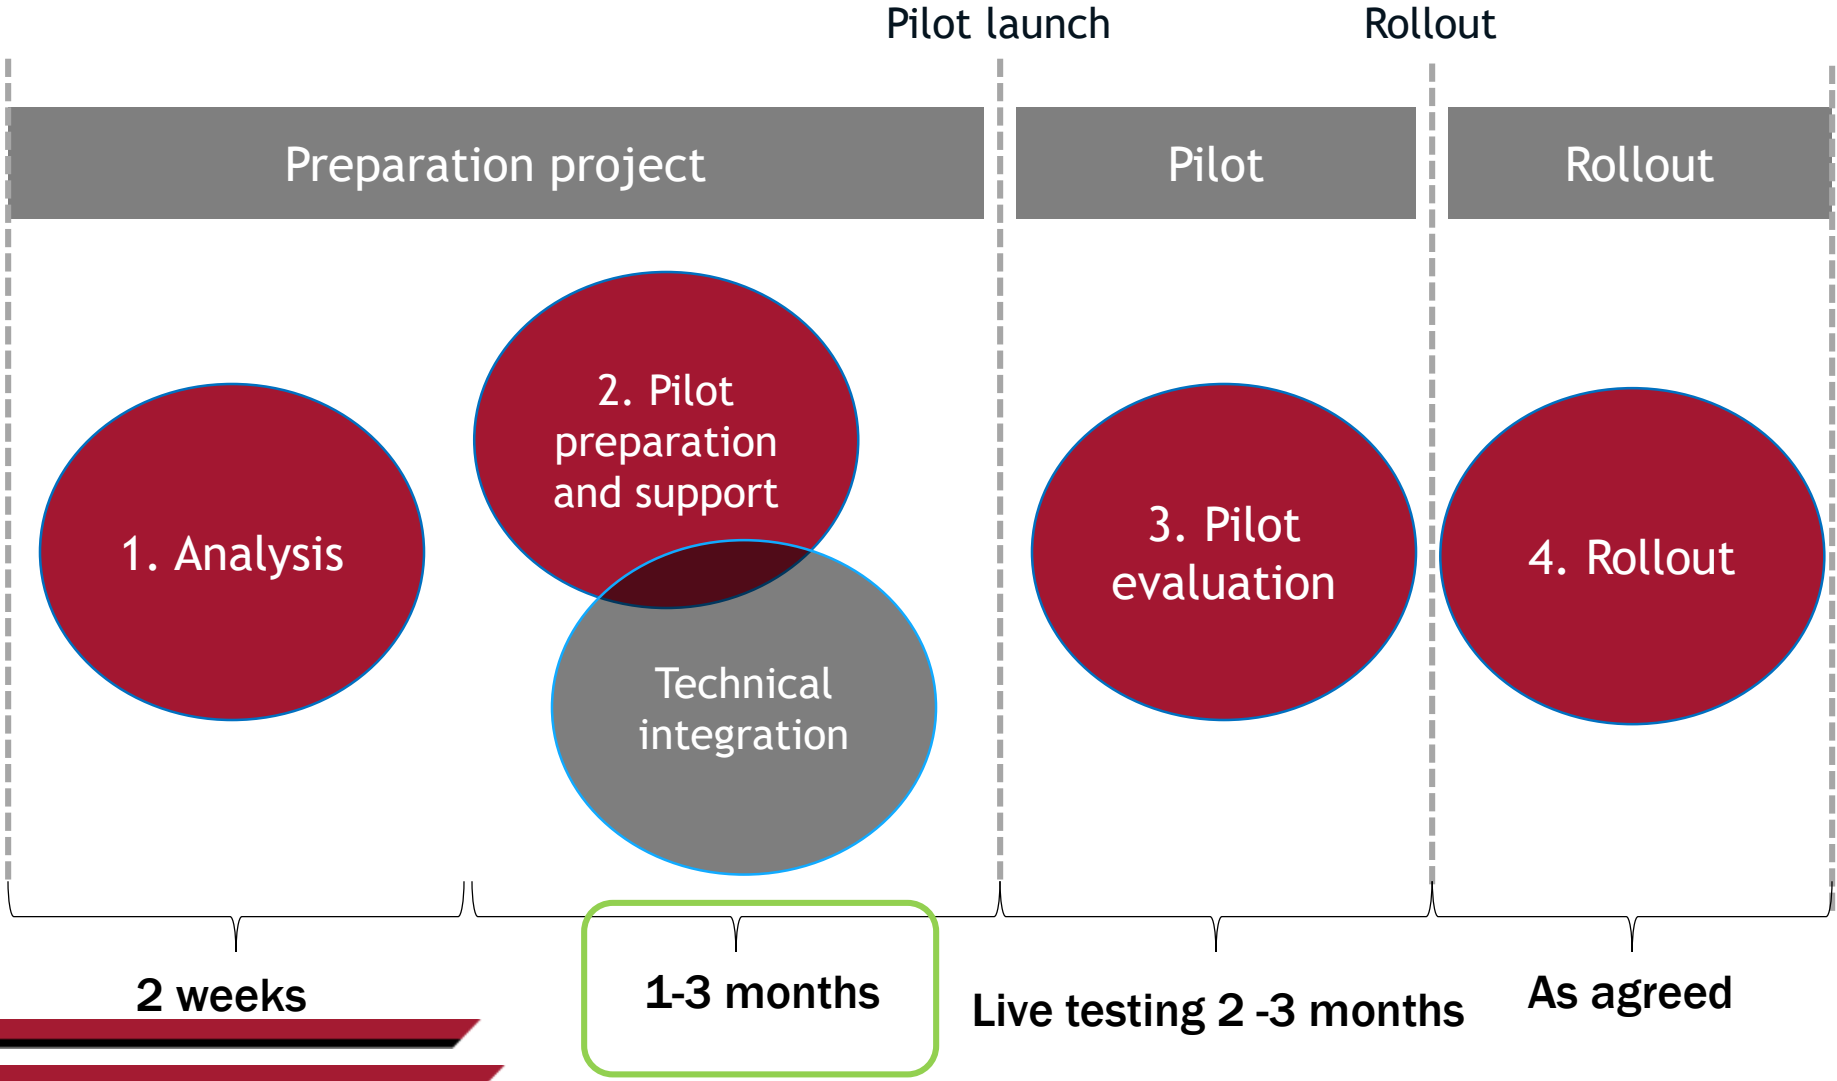 Pilot launch
Rollout
Preparation project
Pilot
Rollout
1. Analysis
2. Pilot
preparation
and support
Technical
integration
3. Pilot
evaluation
4. Rollout
2 weeks
1-3 months
Live testing 2 -3 months
As agreed